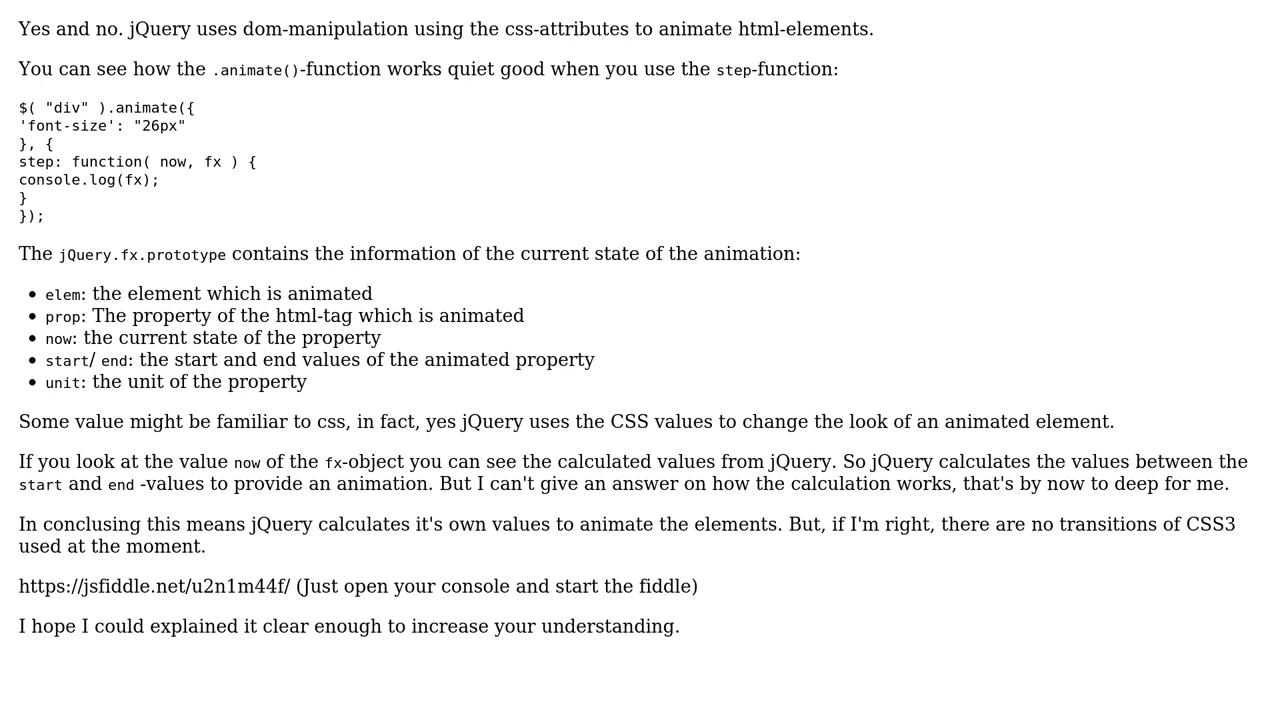 Yes and no. jQuery uses dom-manipulation using the css-attributes to animate html-elements.
You can see how the .animate()-function works quiet good when you use the step-function:
$( "div" ).animate({
'font-size': "26px"
}, {
step: function( now, fx ) {
console.log(fx);
}
});
The jQuery.fx.prototype contains the information of the current state of the animation:
• elem: the element which is animated
• prop: The property of the html-tag which is animated
• now: the current state of the property
• start/ end: the start and end values of the animated property
• unit: the unit of the property
Some value might be familiar to css, in fact, yes jQuery uses the CSS values to change the look of an animated element.
If you look at the value now of the fx-object you can see the calculated values from jQuery. So jQuery calculates the values between the
start and end -values to provide an animation. But I can't give an answer on how the calculation works, that's by now to deep for me.
In conclusing this means jQuery calculates it's own values to animate the elements. But, if I'm right, there are no transitions of CSS3
used at the moment.
https://jsfiddle.net/u2n1m44f/ (Just open your console and start the fiddle)
I hope I could explained it clear enough to increase your understanding.